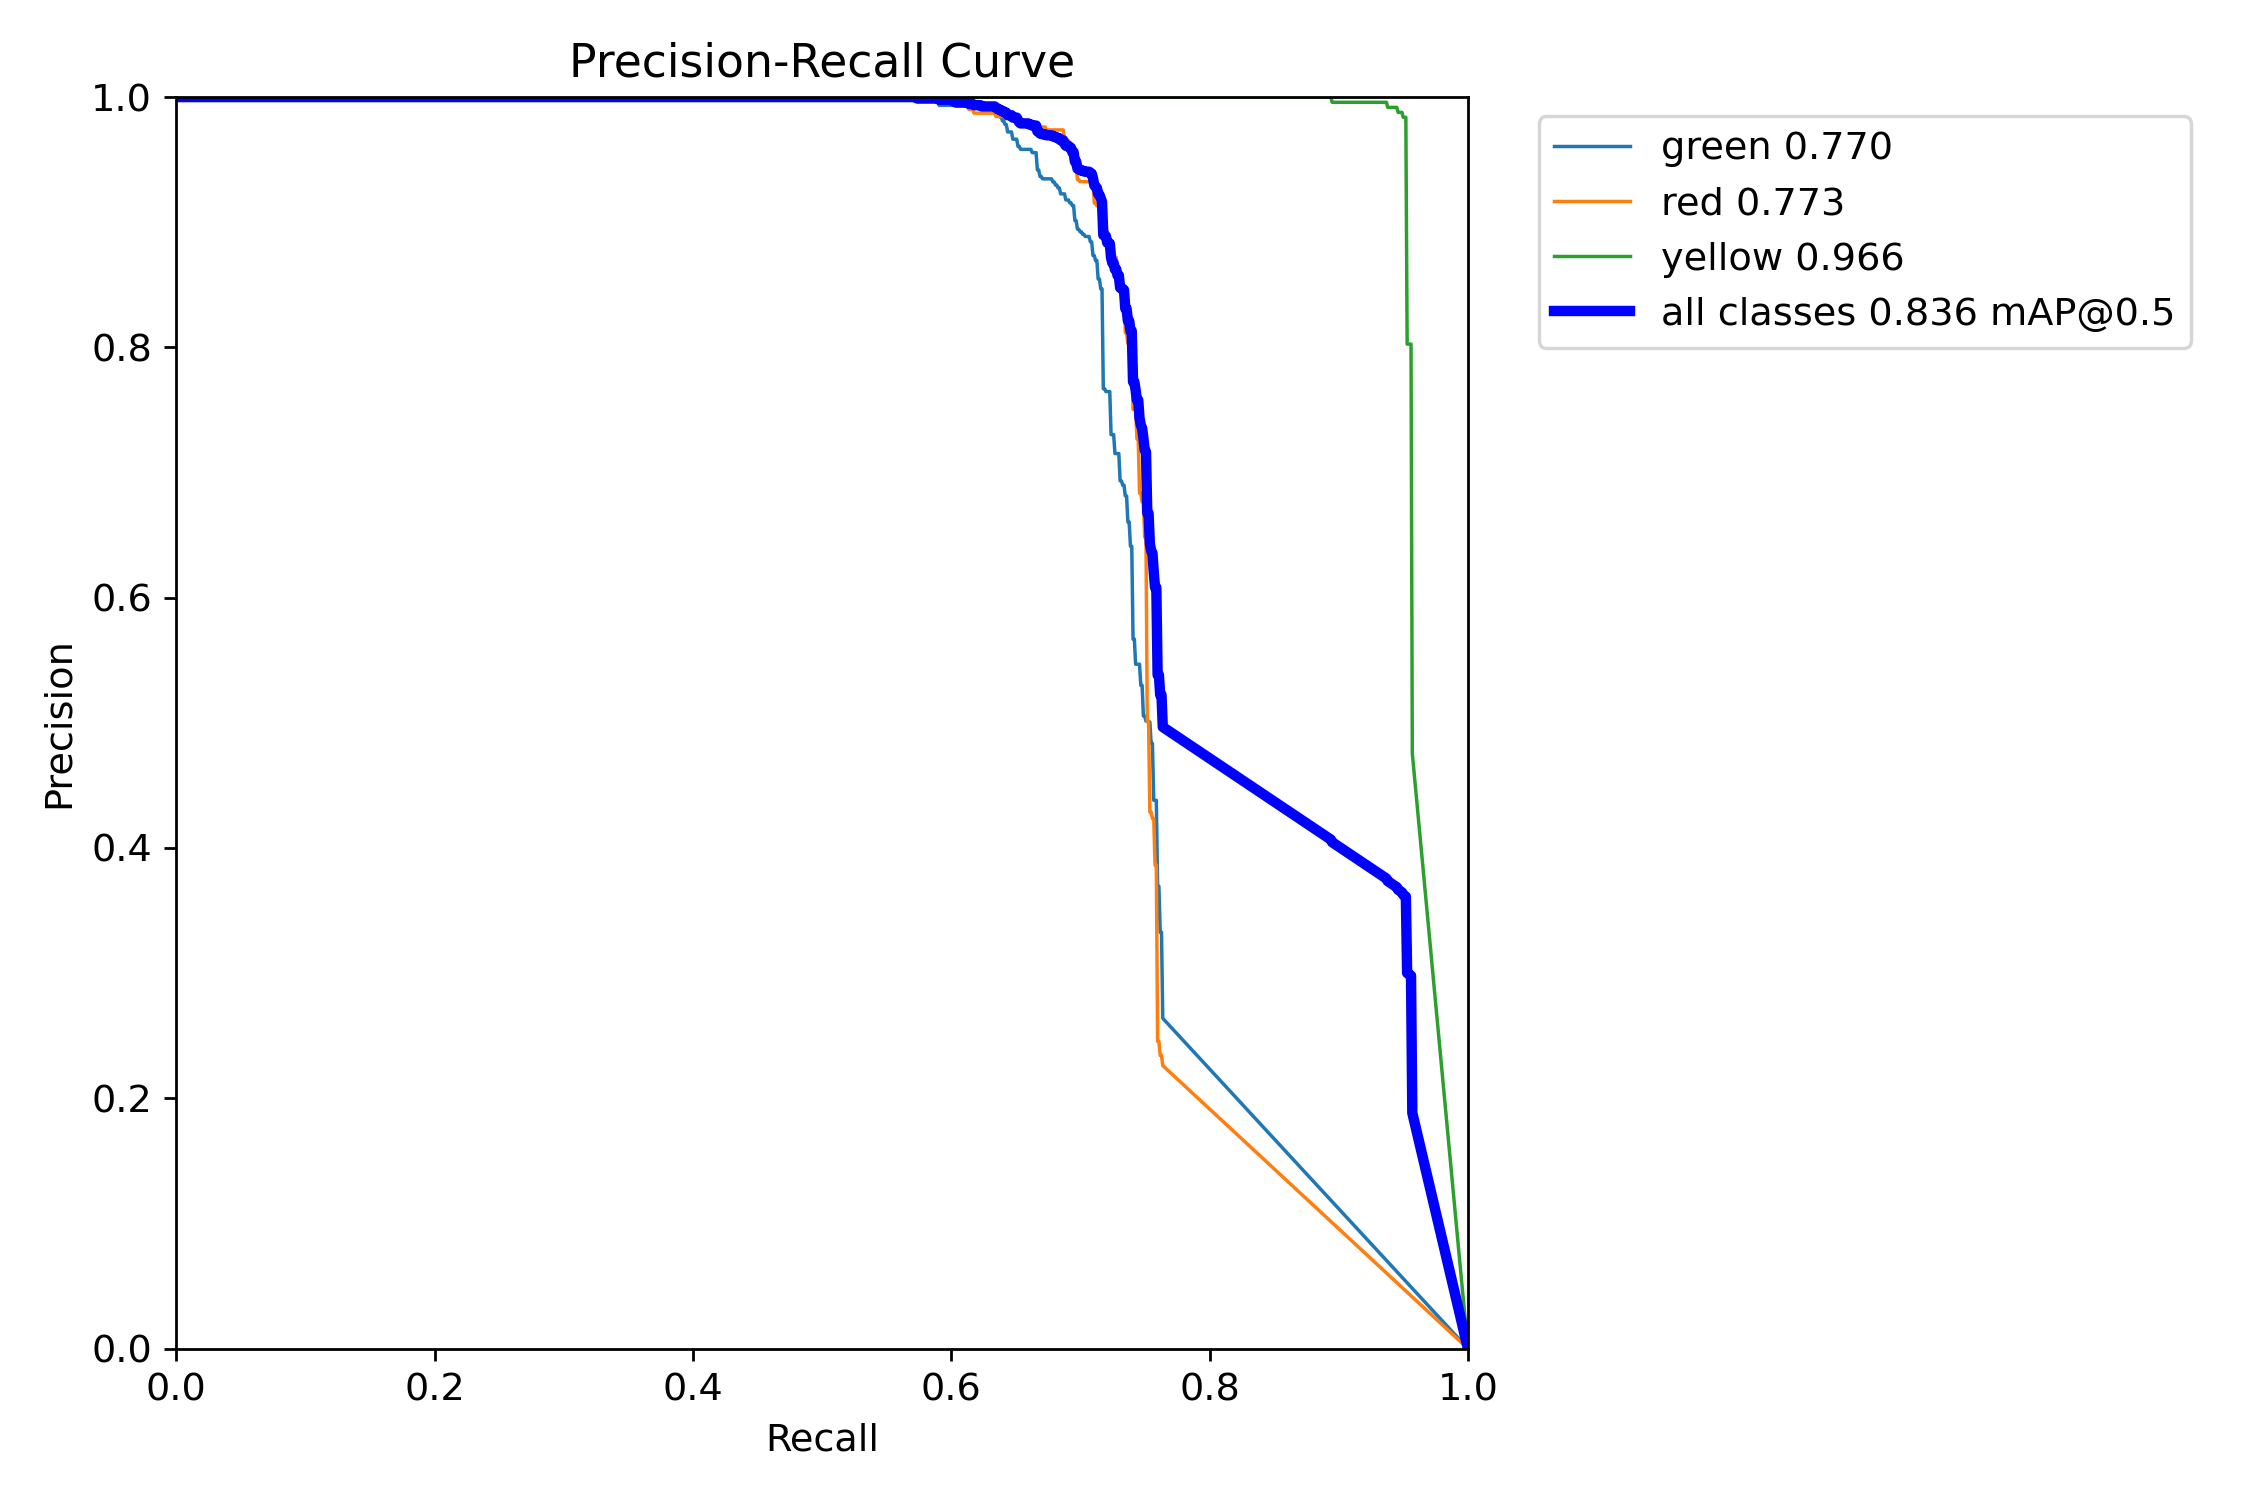 Precision-Recall Curve
1.0
0.8
0.6
0.4
0.2
0.0
Precision
0.0 0.2 0.4 0.6 0.8 1.0
Recall
green 0.770
red 0.773
yellow 0.966
all classes 0.836 mAP@0.5